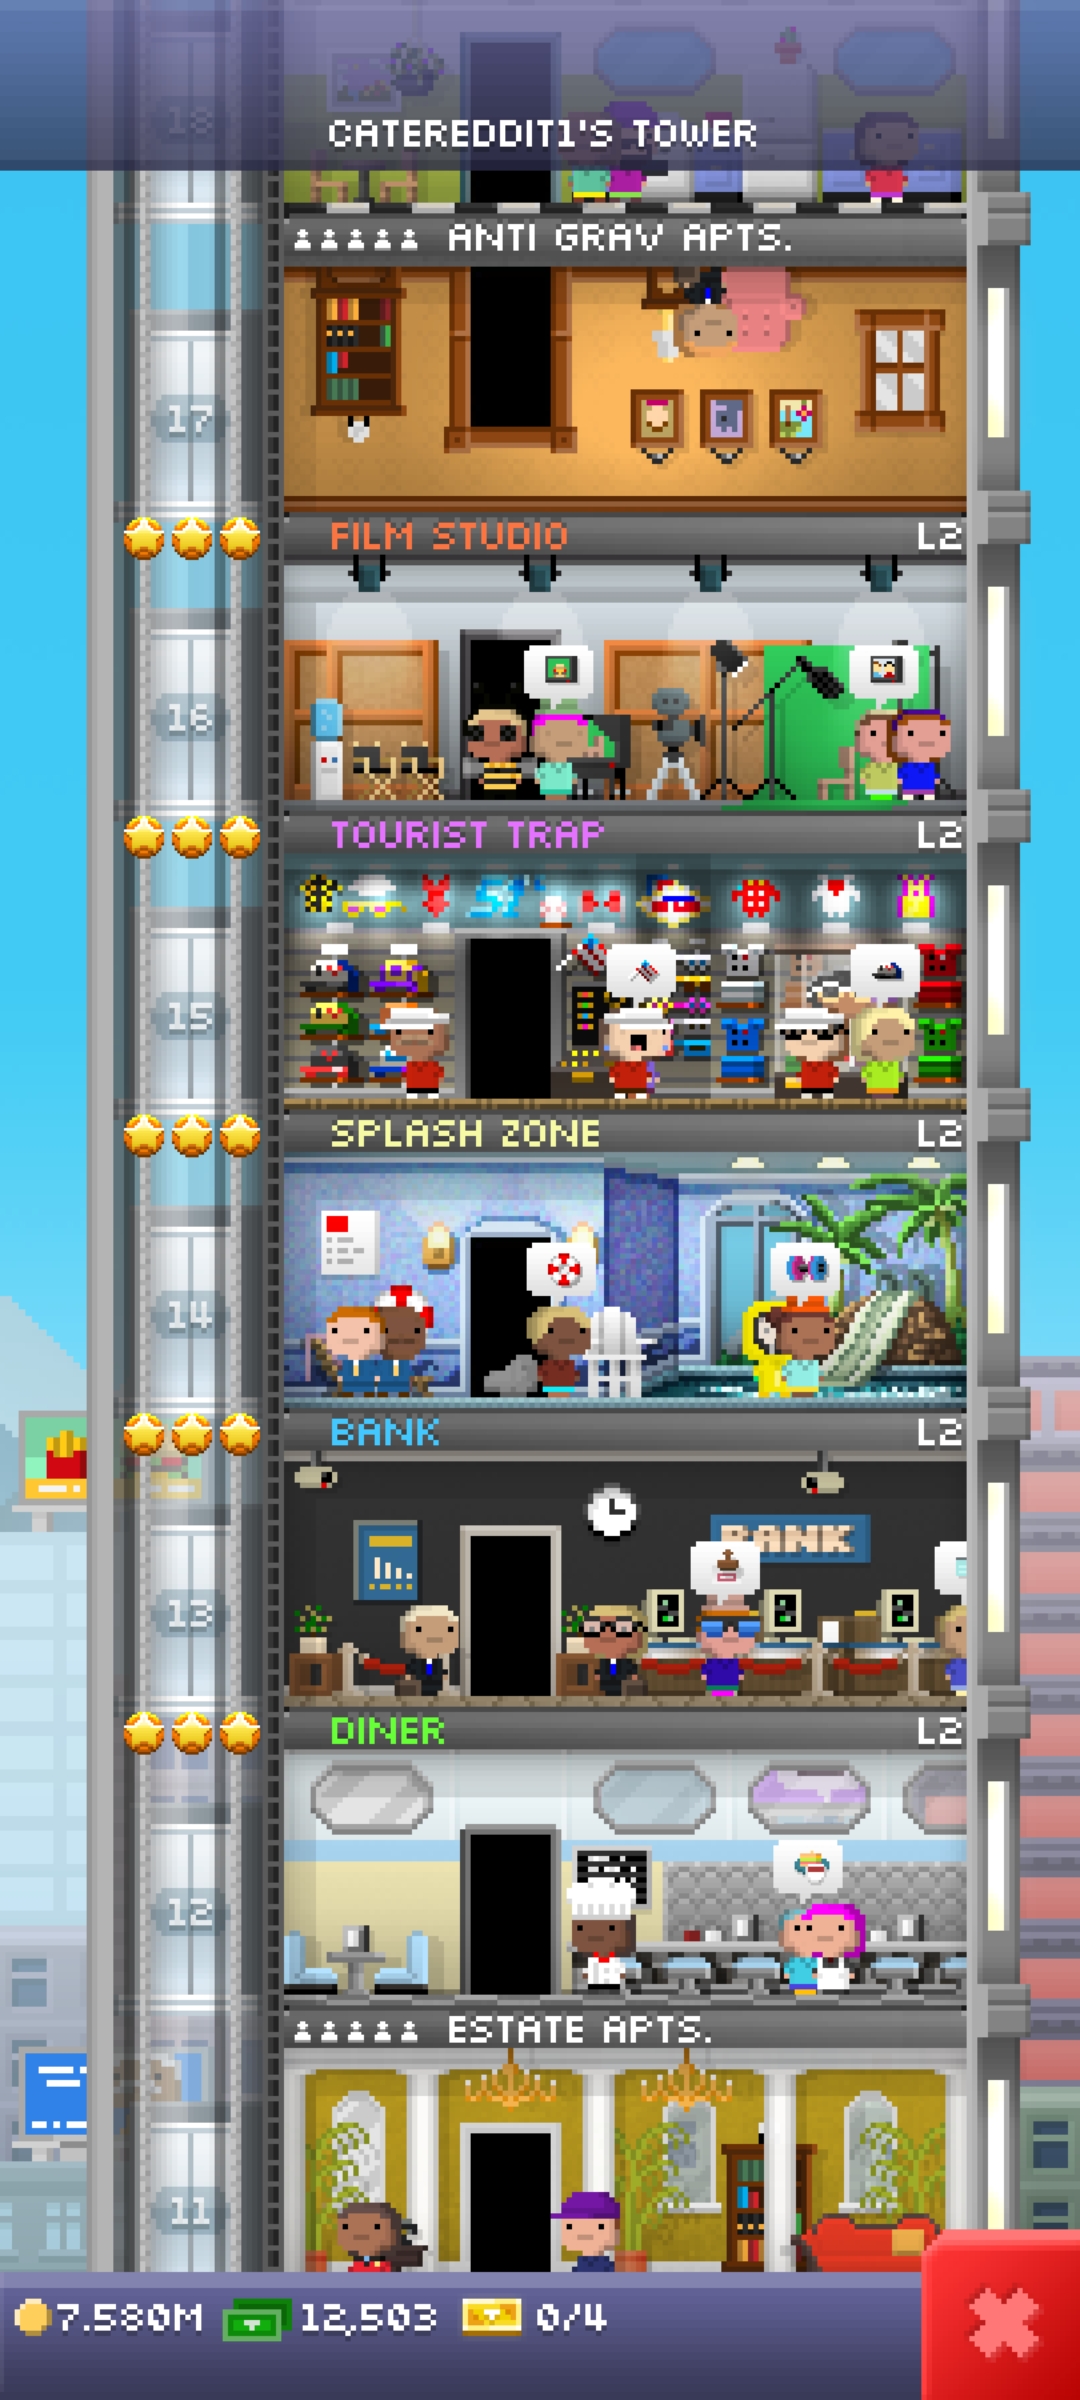 18
CATEREDDIT1'S TOWER
ANTI GRAV APTS.
17
FILM STUDIO L2
16
TOURIST TRAP L2
15
SPLASH ZONE L2
14
BANK L2
BANK
13
DINER L2
12
ESTATE APTS.
11
7.580M 12,503 0/4